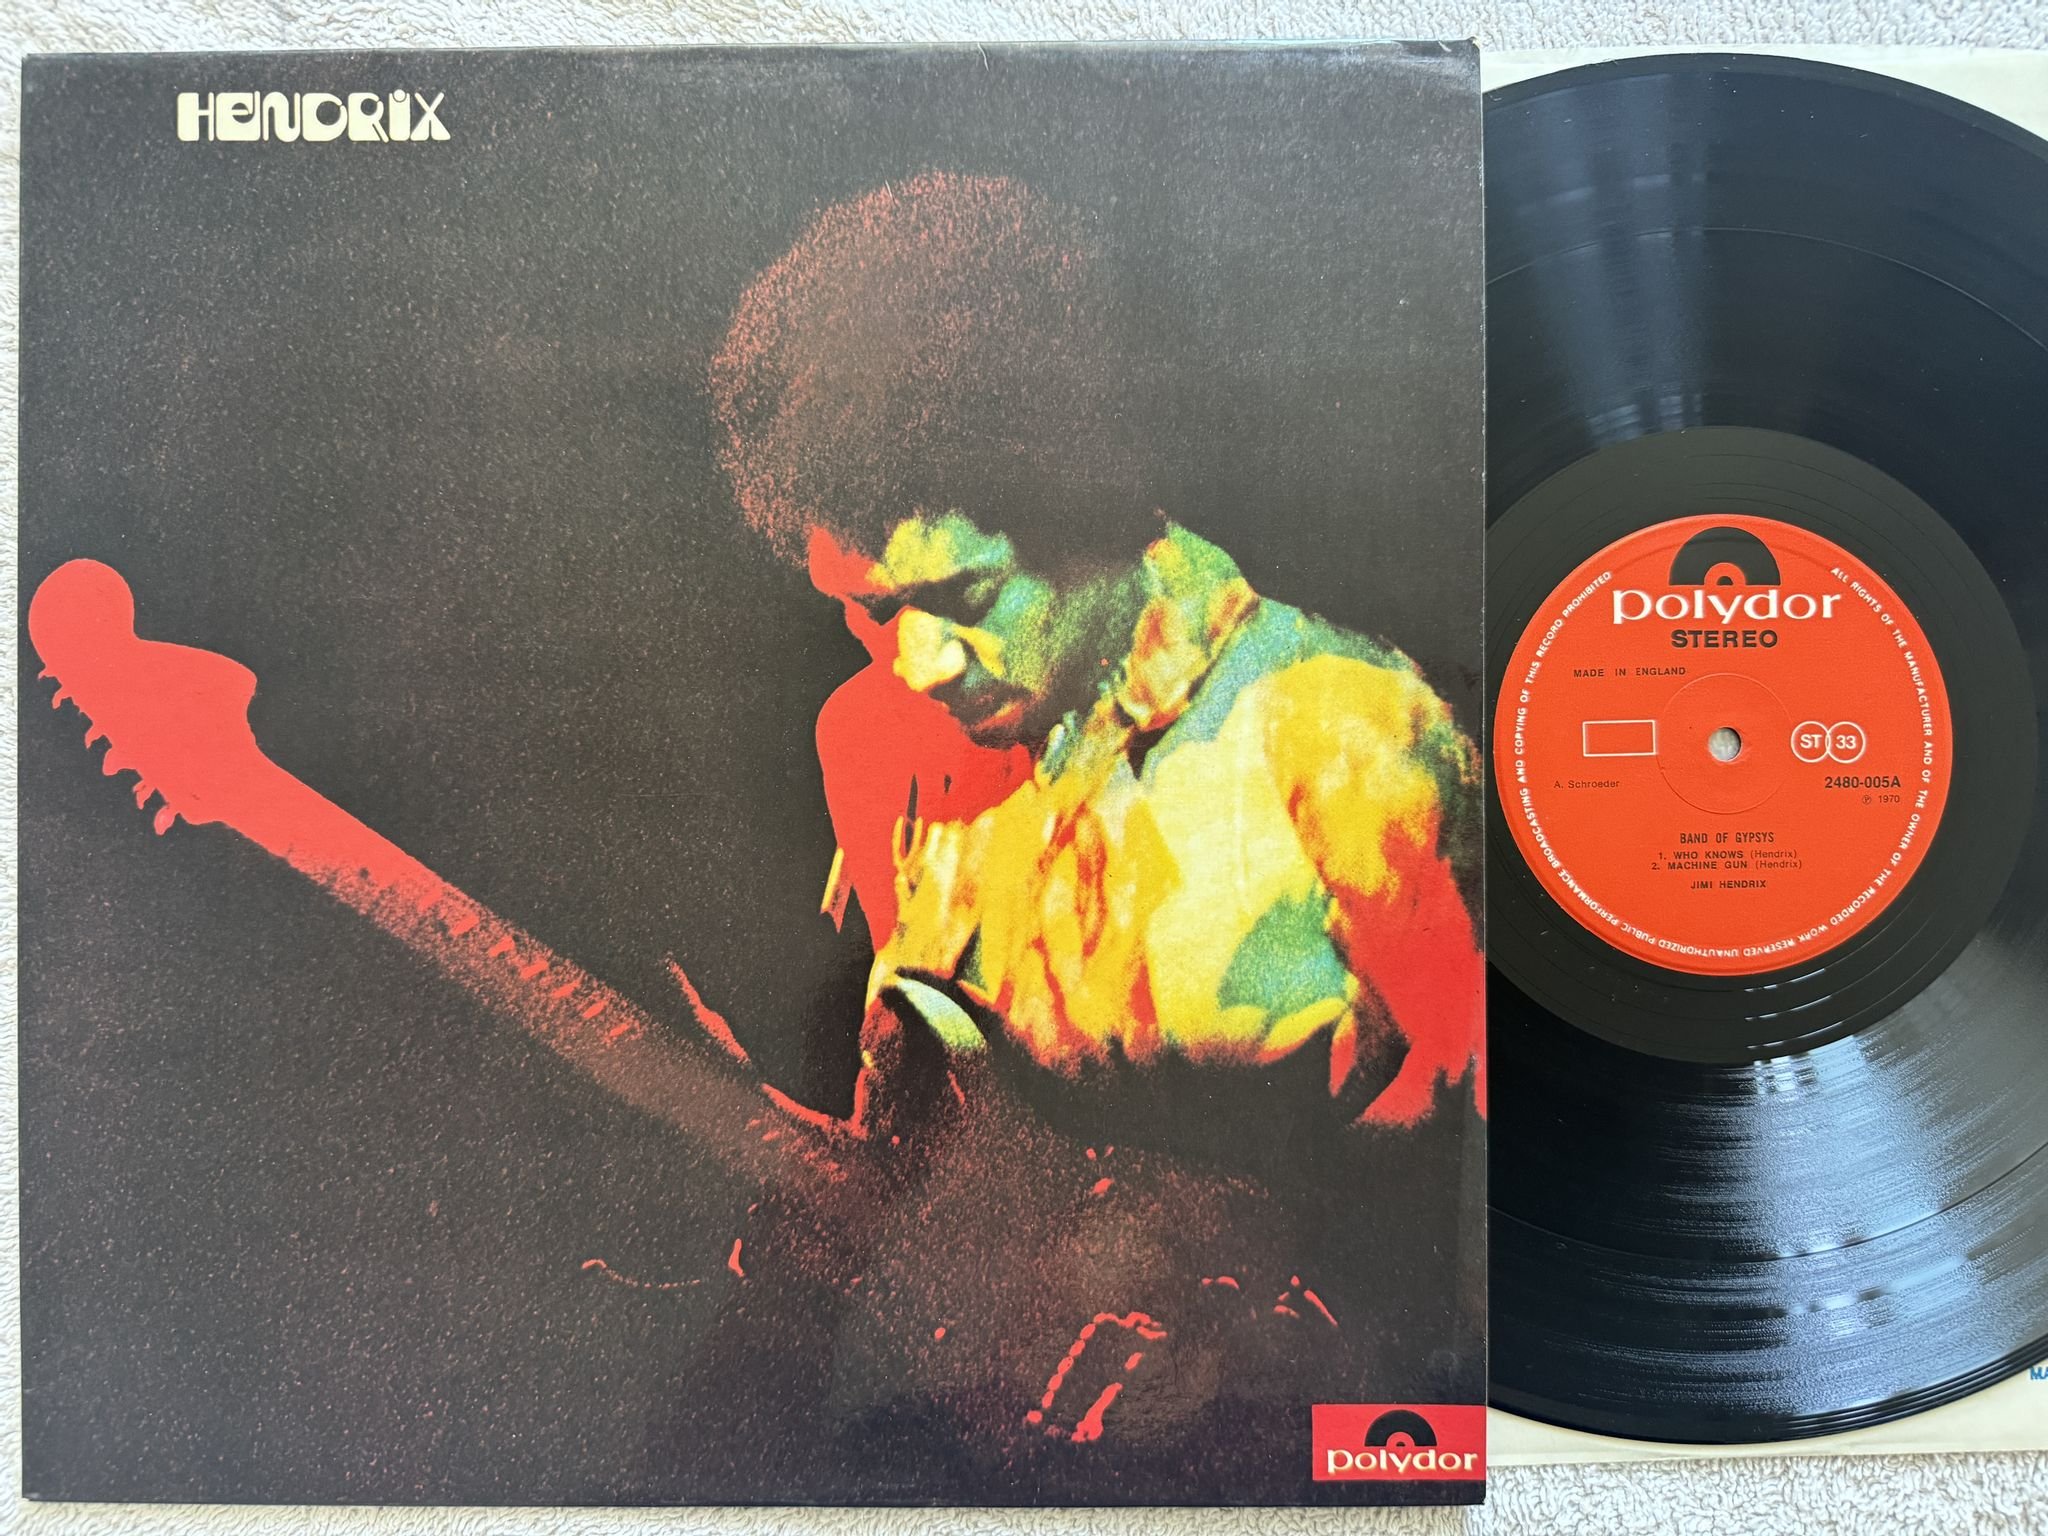 HENDRIX
polydor
STEREO
MADE IN ENGLAND
ST 33
A. Schroeder
2480-005A
℗ 1970
BAND OF GYPSYS
1. WHO KNOWS (Hendrix)
2. MACHINE GUN (Hendrix)
JIMI HENDRIX
ALL RIGHTS OF THE MANUFACTURER AND OF THE OWNER OF THE RECORDED WORK RESERVED UNAUTHORIZED PUBLIC PERFORMANCE BROADCASTING AND COPYING OF THIS RECORD PROHIBITED
polydor
MA